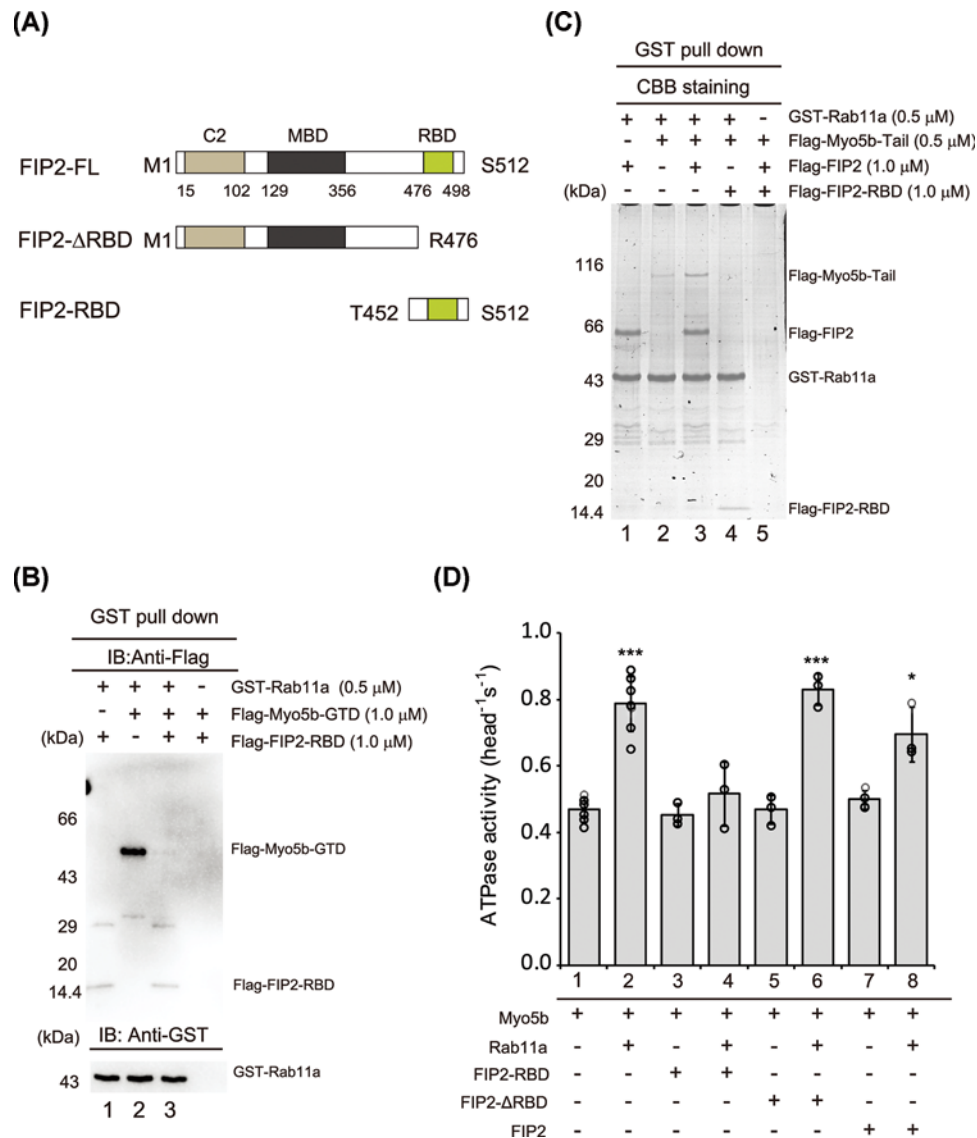 (A)
C2 MBD RBD
FIP2-FL M1 S512
15 102 129 356 476 498
FIP2-ΔRBD M1 R476
FIP2-RBD T452 S512
(B)
GST pull down
IB:Anti-Flag
+ + + - GST-Rab11a (0.5 μM)
- + + + Flag-Myo5b-GTD (1.0 μM)
(kDa) + - + + Flag-FIP2-RBD (1.0 μM)
66
Flag-Myo5b-GTD
43
29
20
14.4 Flag-FIP2-RBD
(kDa) IB: Anti-GST
43 GST-Rab11a
1 2 3
(C)
GST pull down
CBB staining
+ + + + - GST-Rab11a (0.5 μM)
- + + + + Flag-Myo5b-Tail (0.5 μM)
+ - + - + Flag-FIP2 (1.0 μM)
(kDa) - - - + + Flag-FIP2-RBD (1.0 μM)
116 Flag-Myo5b-Tail
66 Flag-FIP2
43 GST-Rab11a
29
20
14.4 Flag-FIP2-RBD
1 2 3 4 5
(D)
ATPase activity (head⁻¹s⁻¹)
1.0
0.8
0.6
0.4
0.2
0.0
*** *** *
1 2 3 4 5 6 7 8
Myo5b + + + + + + + +
Rab11a - + - + - + - +
FIP2-RBD - - + + - - - -
FIP2-ΔRBD - - - - + + - -
FIP2 - - - - - - + +